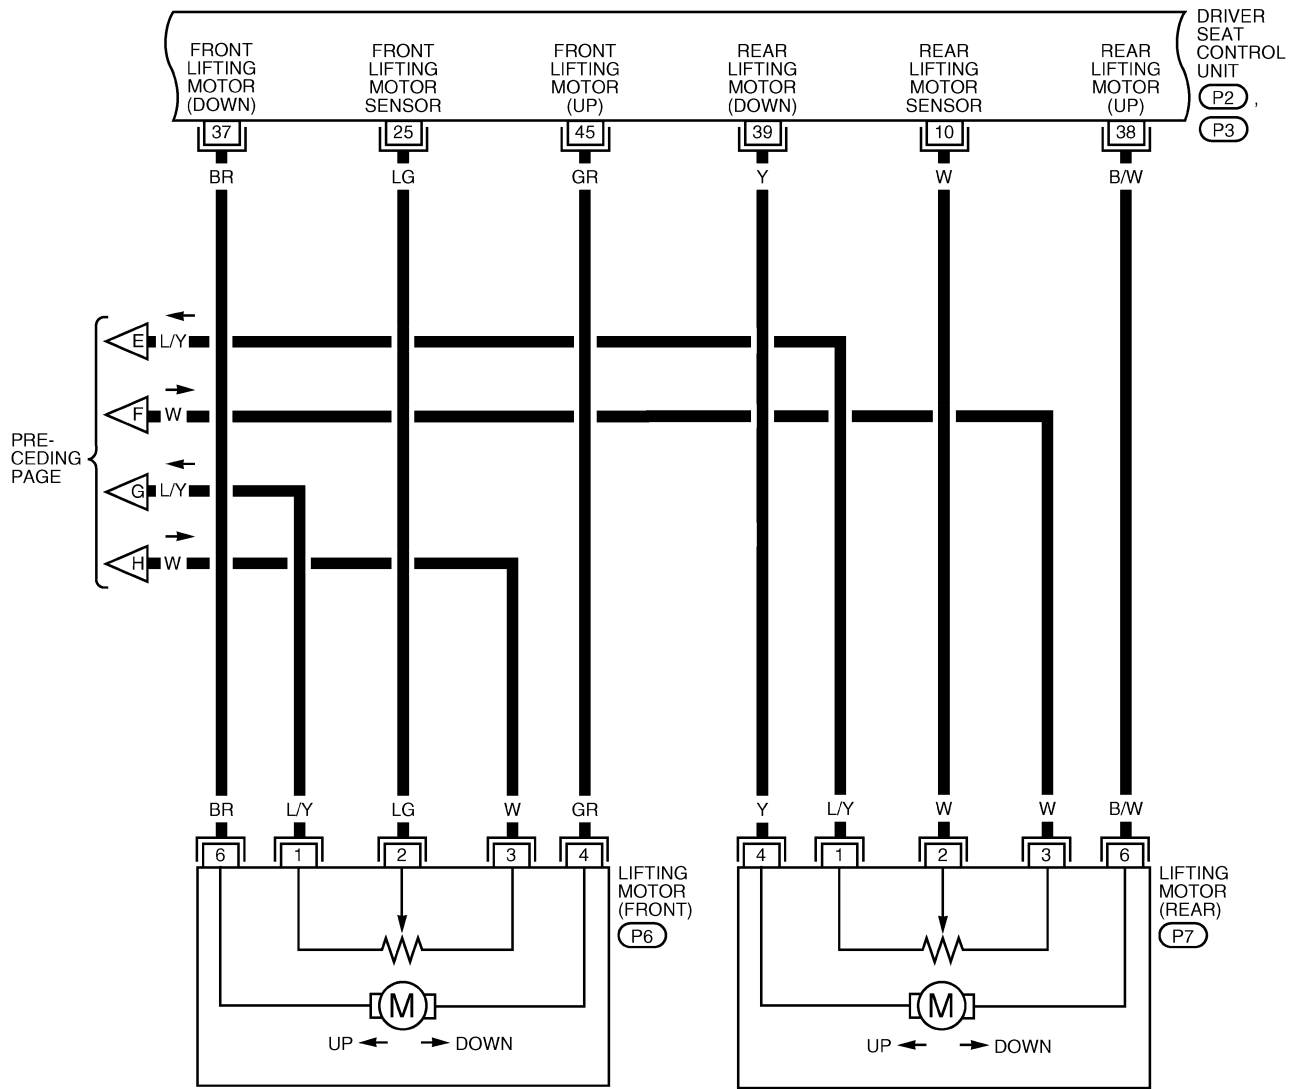 FRONT
LIFTING
MOTOR
(DOWN)
FRONT
LIFTING
MOTOR
SENSOR
FRONT
LIFTING
MOTOR
(UP)
REAR
LIFTING
MOTOR
(DOWN)
REAR
LIFTING
MOTOR
SENSOR
REAR
LIFTING
MOTOR
(UP)
DRIVER
SEAT
CONTROL
UNIT
P2 ,
P3
37 25 45 39 10 38
BR LG GR Y W B/W
E L/Y
F W
G L/Y
H W
PRE-
CEDING
PAGE
BR L/Y LG W GR Y L/Y W W B/W
6 1 2 3 4 4 1 2 3 6
LIFTING
MOTOR
(FRONT)
P6
LIFTING
MOTOR
(REAR)
P7
M
UP DOWN
M
UP DOWN